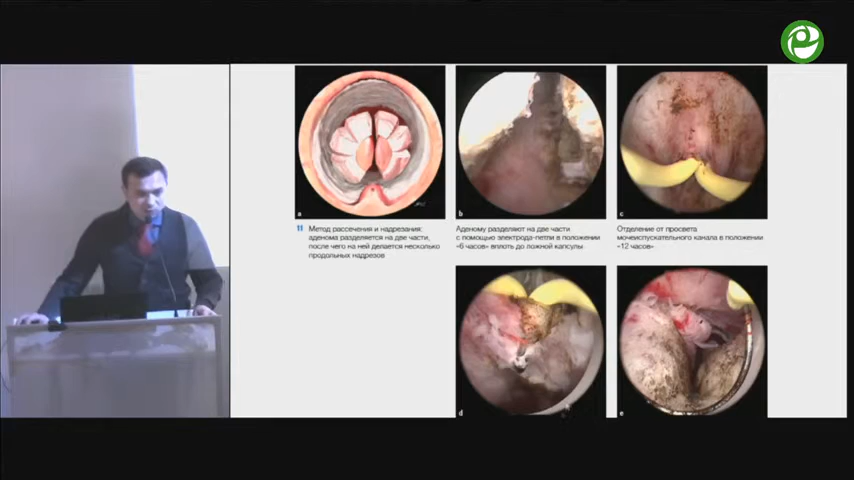 a
b
c
11 Метод рассечения и надрезания:
аденома разделяется на две части,
после чего на ней делается несколько
продольных надрезов
Аденому разделяют на две части
с помощью электрода-петли в положении
«6 часов» вплоть до ложной капсулы
Отделение от просвета
мочеиспускательного канала в положении
«12 часов»
d
e